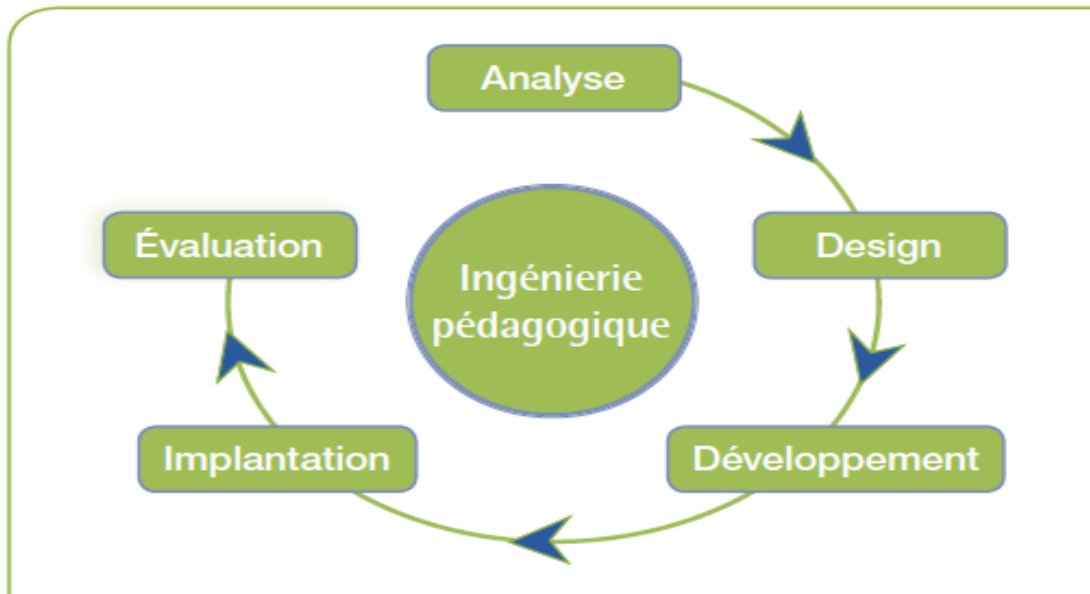 Analyse
Évaluation
Design
Ingénierie
pédagogique
Implantation
Développement